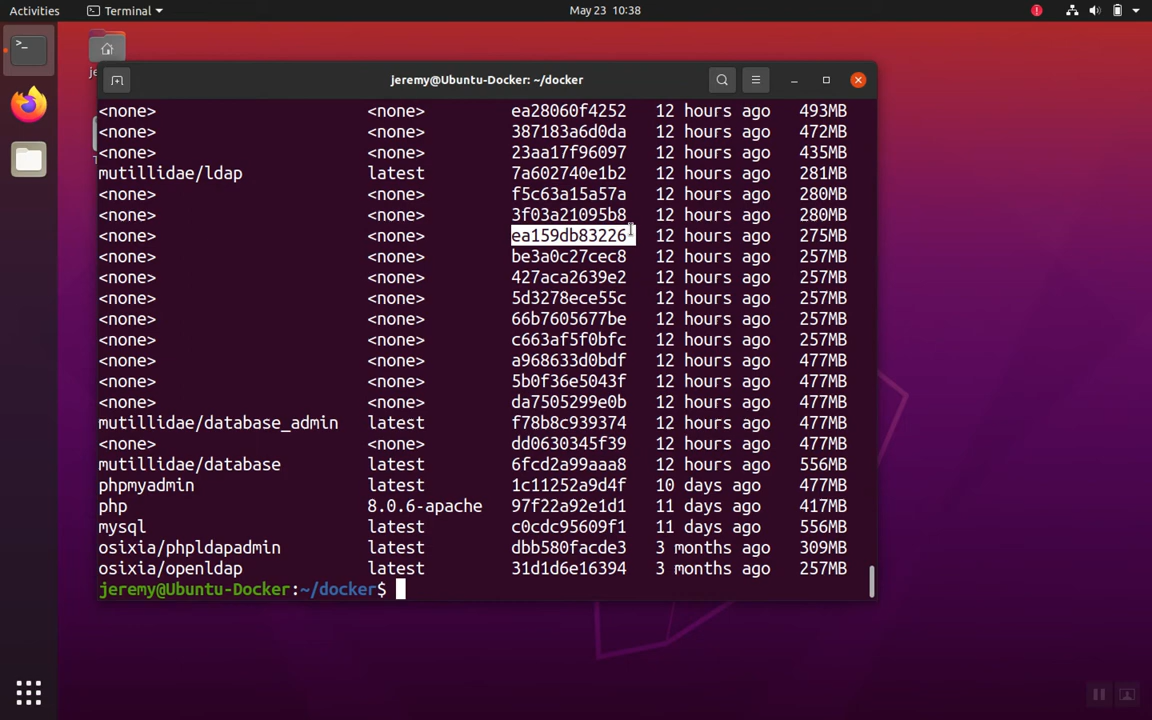 Activities Terminal May 23 10:38
je
jeremy@Ubuntu-Docker: ~/docker
<none> <none> ea28060f4252 12 hours ago 493MB
<none> <none> 387183a6d0da 12 hours ago 472MB
<none> <none> 23aa17f96097 12 hours ago 435MB
mutillidae/ldap latest 7a602740e1b2 12 hours ago 281MB
<none> <none> f5c63a15a57a 12 hours ago 280MB
<none> <none> 3f03a21095b8 12 hours ago 280MB
<none> <none> ea159db83226 12 hours ago 275MB
<none> <none> be3a0c27cec8 12 hours ago 257MB
<none> <none> 427aca2639e2 12 hours ago 257MB
<none> <none> 5d3278ece55c 12 hours ago 257MB
<none> <none> 66b7605677be 12 hours ago 257MB
<none> <none> c663af5f0bfc 12 hours ago 257MB
<none> <none> a968633d0bdf 12 hours ago 477MB
<none> <none> 5b0f36e5043f 12 hours ago 477MB
<none> <none> da7505299e0b 12 hours ago 477MB
mutillidae/database_admin latest f78b8c939374 12 hours ago 477MB
<none> <none> dd0630345f39 12 hours ago 477MB
mutillidae/database latest 6fcd2a99aaa8 12 hours ago 556MB
phpmyadmin latest 1c11252a9d4f 10 days ago 477MB
php 8.0.6-apache 97f22a92e1d1 11 days ago 417MB
mysql latest c0cdc95609f1 11 days ago 556MB
osixia/phpldapadmin latest dbb580facde3 3 months ago 309MB
osixia/openldap latest 31d1d6e16394 3 months ago 257MB
jeremy@Ubuntu-Docker:~/docker$